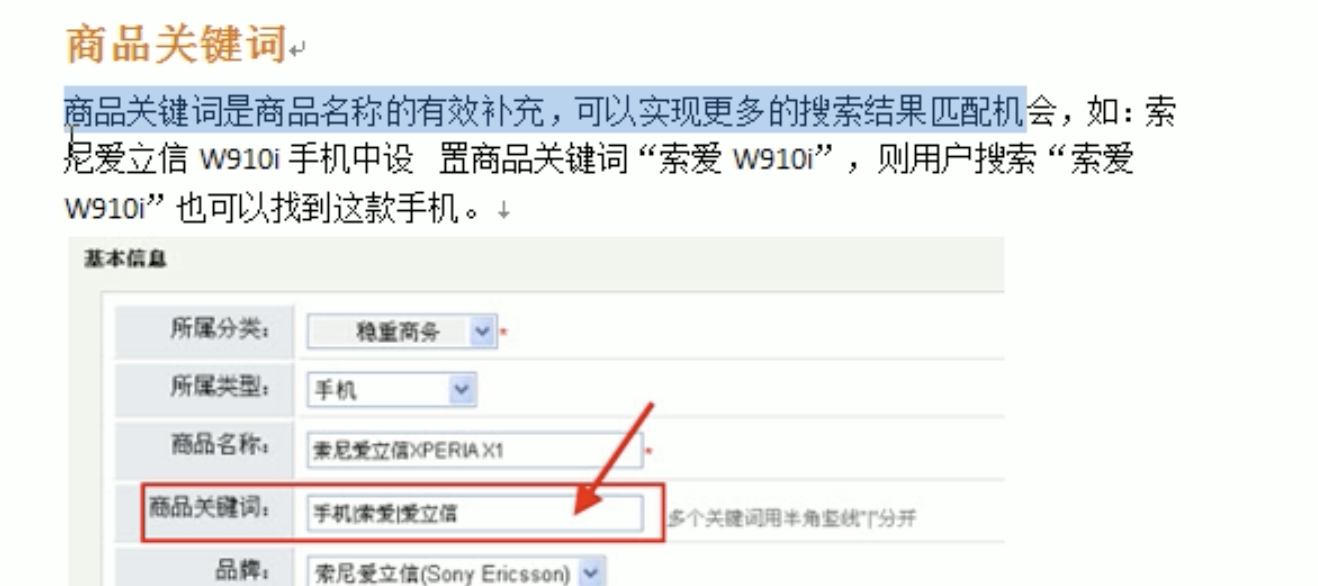 商品关键词
商品关键词是商品名称的有效补充，可以实现更多的搜索结果匹配机会，如：索
尼爱立信 W910i 手机中设 置商品关键词“索爱 W910i”，则用户搜索“索爱
W910i”也可以找到这款手机。
基本信息
所属分类： 稳重商务 *
所属类型： 手机
商品名称： 索尼爱立信XPERIA X1 *
商品关键词： 手机|索爱|爱立信 多个关键词用半角竖线"|"分开
品牌： 索尼爱立信(Sony Ericsson)